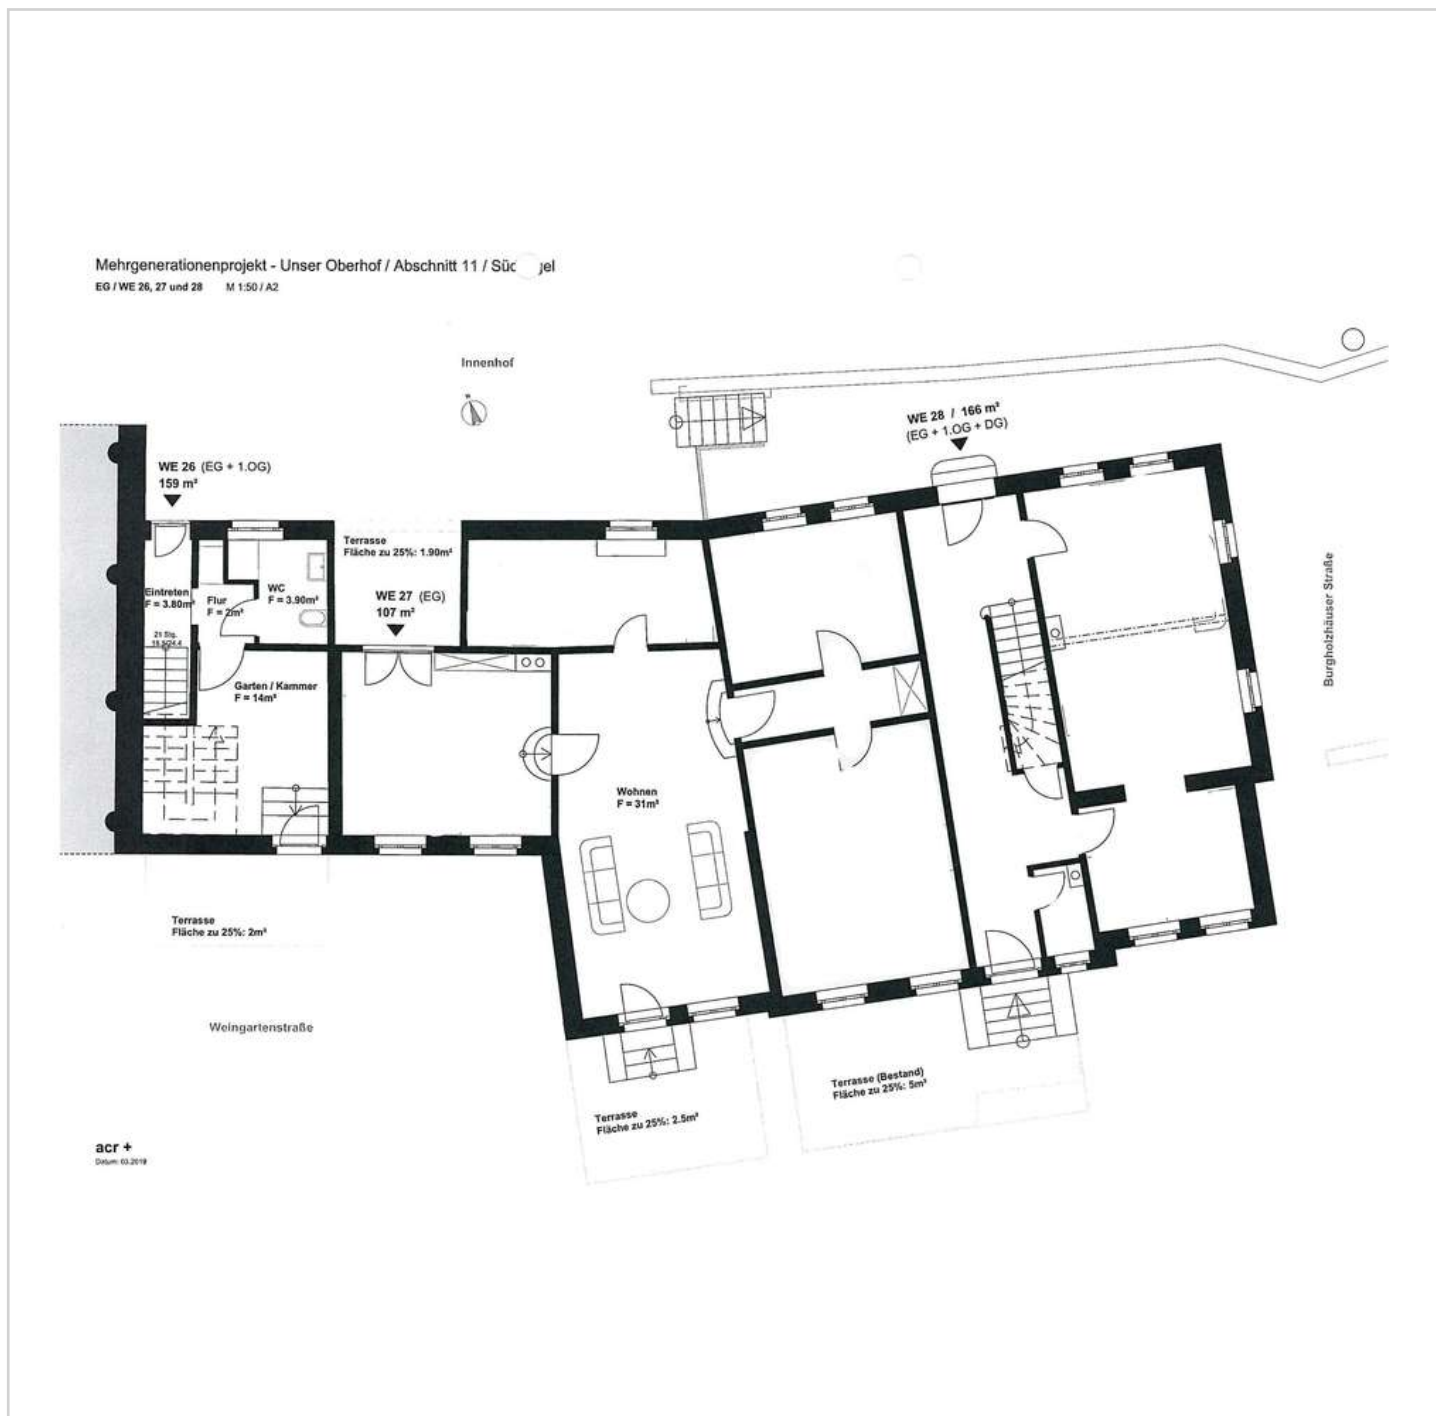 Mehrgenerationenprojekt - Unser Oberhof / Abschnitt 11 /
EG / WE 26, 27 und 28 M 1:50 / A2
Innenhof
N
WE 28 / 166 m²
(EG + 1.OG + DG)
WE 26 (EG + 1.OG)
159 m²
Terrasse
Fläche zu 25%: 1.90m²
Eintreten
F = 3.80m²
Flur
F = 2m²
WC
F = 3.90m²
WE 27 (EG)
107 m²
21 Stg.
Garten / Kammer
F = 14m²
Burgholzhäuser Straße
Wohnen
F = 31m²
Terrasse
Fläche zu 25%: 2m²
Weingartenstraße
Terrasse (Bestand)
Fläche zu 25%: 5m²
Terrasse
Fläche zu 25%: 2.5m²
acr +
Datum: 03.2019